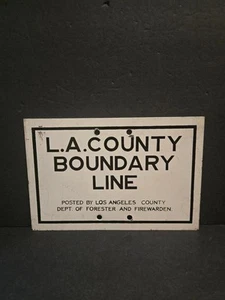 L.A.COUNTY
BOUNDARY
LINE
POSTED BY LOS ANGELES COUNTY
DEPT. OF FORESTER AND FIREWARDEN